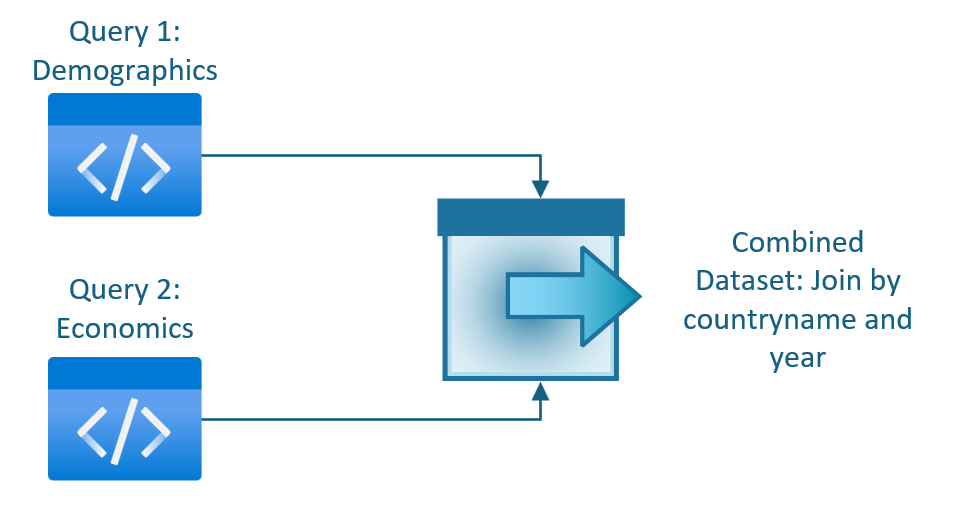 Query 1:
Demographics
Query 2:
Economics
Combined
Dataset: Join by
countryname and
year